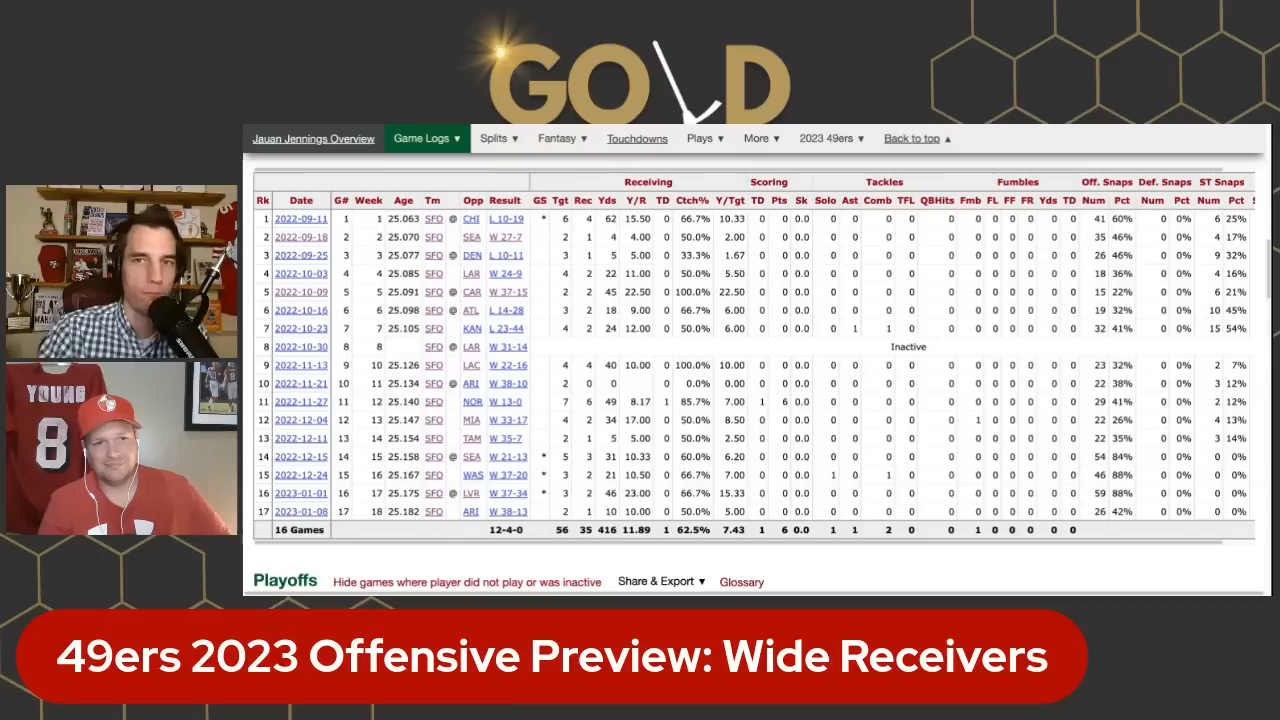 GOLD
Jauan Jennings Overview Game Logs ▼ Splits ▼ Fantasy ▼ Touchdowns Plays ▼ More ▼ 2023 49ers ▼ Back to top ▲
Receiving Scoring Tackles Fumbles Off. Snaps Def. Snaps ST Snaps
Rk Date G# Week Age Tm Opp Result GS Tgt Rec Yds Y/R TD Ctch% Y/Tgt TD Pts Sk Solo Ast Comb TFL QBHits Fmb FL FF FR Yds TD Num Pct Num Pct Num Pct
1 2022-09-11 1 1 25.063 SFO @ CHI L 10-19 * 6 4 62 15.50 0 66.7% 10.33 0 0 0.0 0 0 0 0 0 0 0 0 0 0 0 41 60% 0 0% 6 25%
2 2022-09-18 2 2 25.070 SFO SEA W 27-7 2 1 4 4.00 0 50.0% 2.00 0 0 0.0 0 0 0 0 0 0 0 0 0 0 0 35 46% 0 0% 4 17%
3 2022-09-25 3 3 25.077 SFO @ DEN L 10-11 3 1 5 5.00 0 33.3% 1.67 0 0 0.0 0 0 0 0 0 0 0 0 0 0 0 26 46% 0 0% 9 32%
4 2022-10-03 4 4 25.085 SFO LAR W 24-9 4 2 22 11.00 0 50.0% 5.50 0 0 0.0 0 0 0 0 0 0 0 0 0 0 0 18 36% 0 0% 4 16%
5 2022-10-09 5 5 25.091 SFO @ CAR W 37-15 2 2 45 22.50 0 100.0% 22.50 0 0 0.0 0 0 0 0 0 0 0 0 0 0 0 15 22% 0 0% 6 21%
6 2022-10-16 6 6 25.098 SFO @ ATL L 14-28 3 2 18 9.00 0 66.7% 6.00 0 0 0.0 0 0 0 0 0 0 0 0 0 0 0 19 32% 0 0% 10 45%
7 2022-10-23 7 7 25.105 SFO KAN L 23-44 4 2 24 12.00 0 50.0% 6.00 0 0 0.0 0 1 1 0 0 0 0 0 0 0 0 32 41% 0 0% 15 54%
8 2022-10-30 8 8 SFO @ LAR W 31-14 Inactive
9 2022-11-13 9 10 25.126 SFO LAC W 22-16 4 4 40 10.00 0 100.0% 10.00 0 0 0.0 0 0 0 0 0 0 0 0 0 0 0 23 32% 0 0% 2 7%
10 2022-11-21 10 11 25.134 SFO @ ARI W 38-10 2 0 0 0 0.0% 0.00 0 0 0.0 0 0 0 0 0 0 0 0 0 0 0 22 38% 0 0% 3 12%
11 2022-11-27 11 12 25.140 SFO NOR W 13-0 7 6 49 8.17 1 85.7% 7.00 1 6 0.0 0 0 0 0 0 0 0 0 0 0 0 29 41% 0 0% 3 12%
12 2022-12-04 12 13 25.147 SFO MIA W 33-17 4 2 34 17.00 0 50.0% 8.50 0 0 0.0 0 0 0 0 0 1 0 0 0 0 0 22 26% 0 0% 4 13%
13 2022-12-11 13 14 25.154 SFO TAM W 35-7 2 1 5 5.00 0 50.0% 2.50 0 0 0.0 0 0 0 0 0 0 0 0 0 0 0 22 35% 0 0% 3 14%
14 2022-12-15 14 15 25.158 SFO @ SEA W 21-13 * 5 3 31 10.33 0 60.0% 6.20 0 0 0.0 0 0 0 0 0 0 0 0 0 0 0 54 84% 0 0% 0 0%
15 2022-12-24 15 16 25.167 SFO WAS W 37-20 * 3 2 21 10.50 0 66.7% 7.00 0 0 0.0 1 0 1 0 0 0 0 0 0 0 0 46 88% 0 0% 0 0%
16 2023-01-01 16 17 25.175 SFO @ LVR W 37-34 * 3 2 46 23.00 0 66.7% 15.33 0 0 0.0 0 0 0 0 0 0 0 0 0 0 0 59 88% 0 0% 0 0%
17 2023-01-08 17 18 25.182 SFO ARI W 38-13 2 1 10 10.00 0 50.0% 5.00 0 0 0.0 0 0 0 0 0 0 0 0 0 0 0 26 42% 0 0% 0 0%
16 Games 12-4-0 56 35 416 11.89 1 62.5% 7.43 1 6 0.0 1 1 2 0 0 1 0 0 0 0 0
Playoffs Hide games where player did not play or was inactive Share & Export ▼ Glossary
YOUNG
8
49ers 2023 Offensive Preview: Wide Receivers